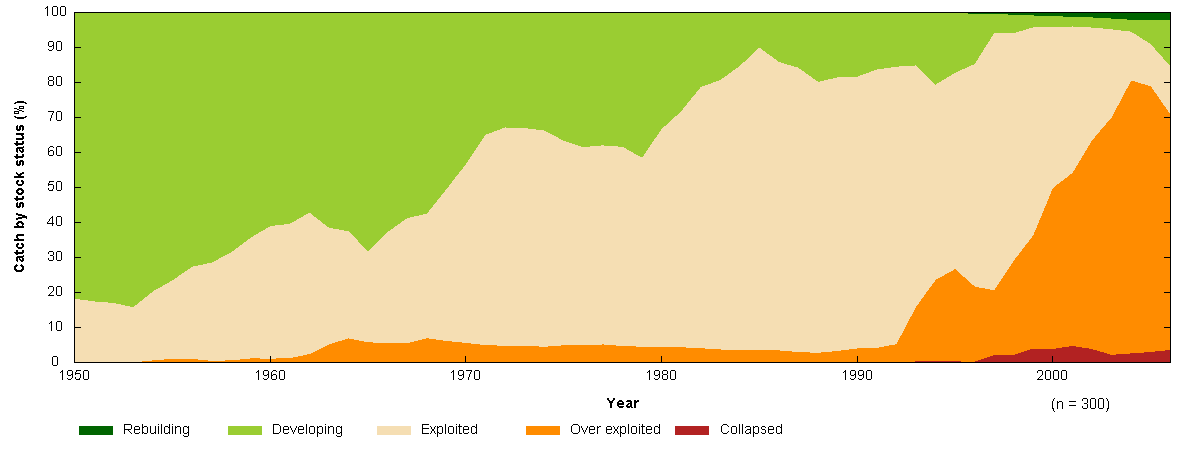 100
90
80
70
60
50
40
30
20
10
0
Catch by stock status (%)
1950 1960 1970 1980 1990 2000
Year
(n = 300)
Rebuilding Developing Exploited Over exploited Collapsed